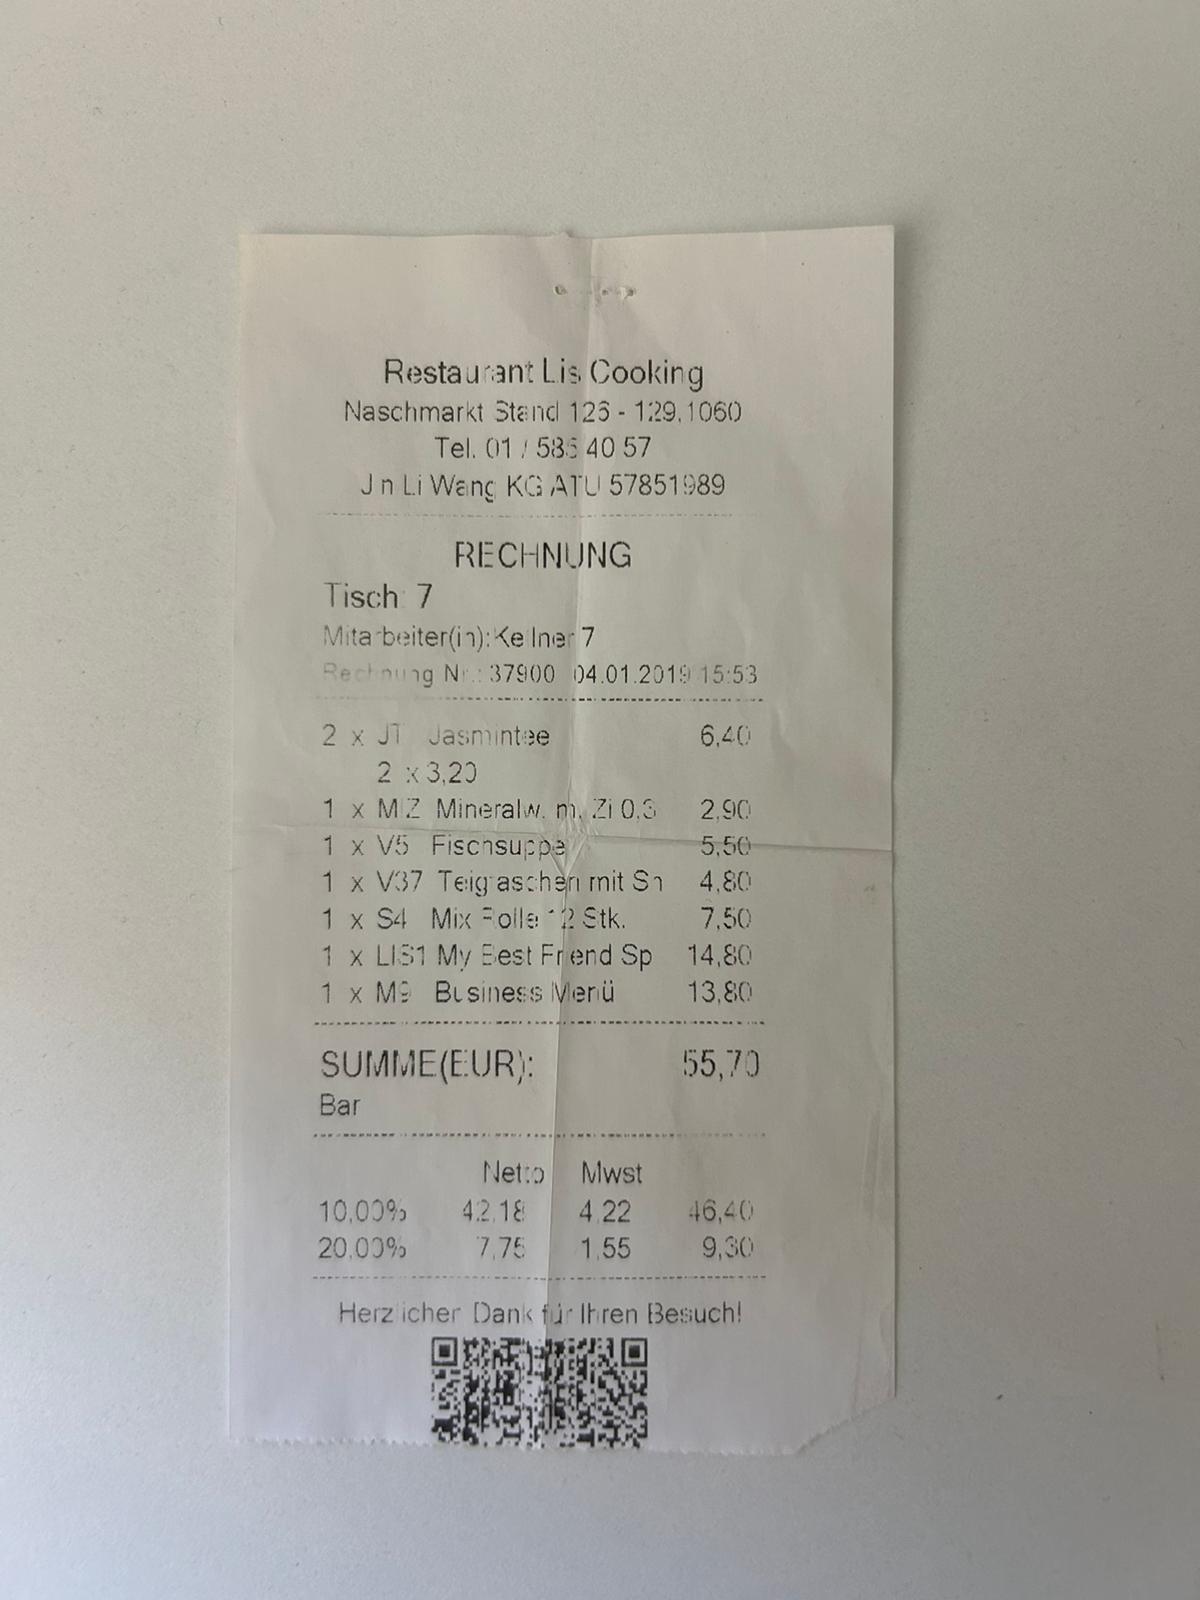 Restaurant Lis Cooking
Naschmarkt Stand 126 - 129,1060
Tel. 01 / 585 40 57
Jin Li Wang KG ATU 57851989
RECHNUNG
Tisch: 7
Mitarbeiter(in):Kellner 7
Rechnung Nr.: 37900 04.01.2019 15:53
2 x JT Jasmintee 6,40
2 x 3,20
1 x MIZ Mineralw. m. Zi 0,3 2,90
1 x V5 Fischsuppe 5,50
1 x V37 Teigtaschen mit Sh 4,80
1 x S4 Mix Rolle 12 Stk. 7,50
1 x LIS1 My Best Friend Sp 14,80
1 x M9 Business Menü 13,80
SUMME(EUR): 55,70
Bar
Netto Mwst
10,00% 42,18 4,22 46,40
20,00% 7,75 1,55 9,30
Herzlichen Dank für Ihren Besuch!